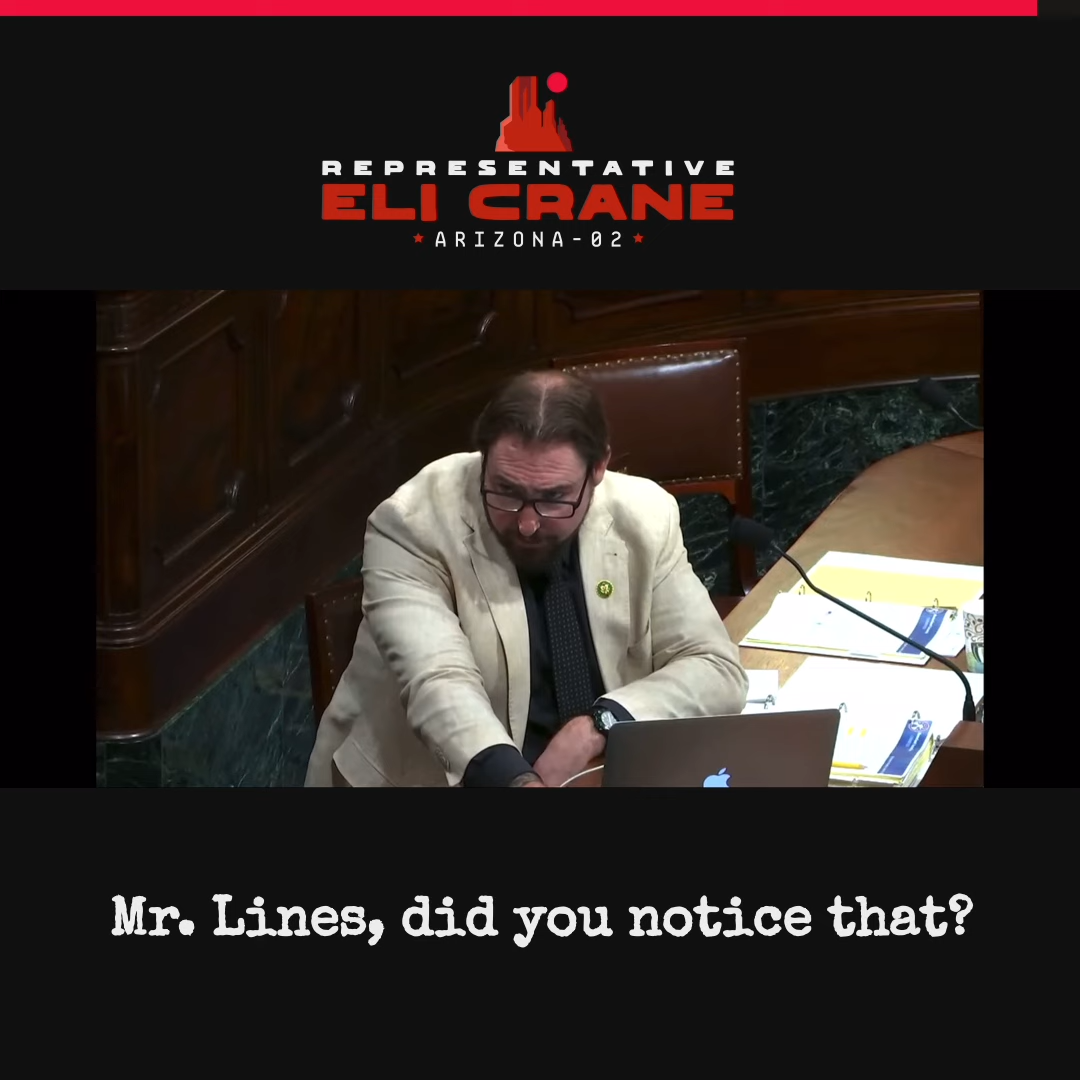 REPRESENTATIVE
ELI CRANE
ARIZONA-02
Mr. Lines, did you notice that?